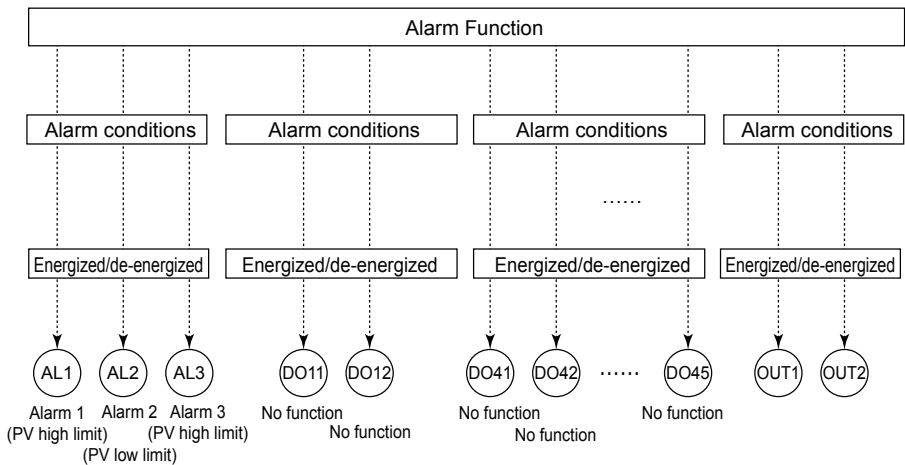 Alarm Function
Alarm conditions Alarm conditions Alarm conditions Alarm conditions
......
Energized/de-energized Energized/de-energized Energized/de-energized Energized/de-energized
AL1 AL2 AL3 DO11 DO12 DO41 DO42 ...... DO45 OUT1 OUT2
Alarm 1 Alarm 2 Alarm 3 No function No function No function
(PV high limit) (PV high limit) No function No function
(PV low limit)